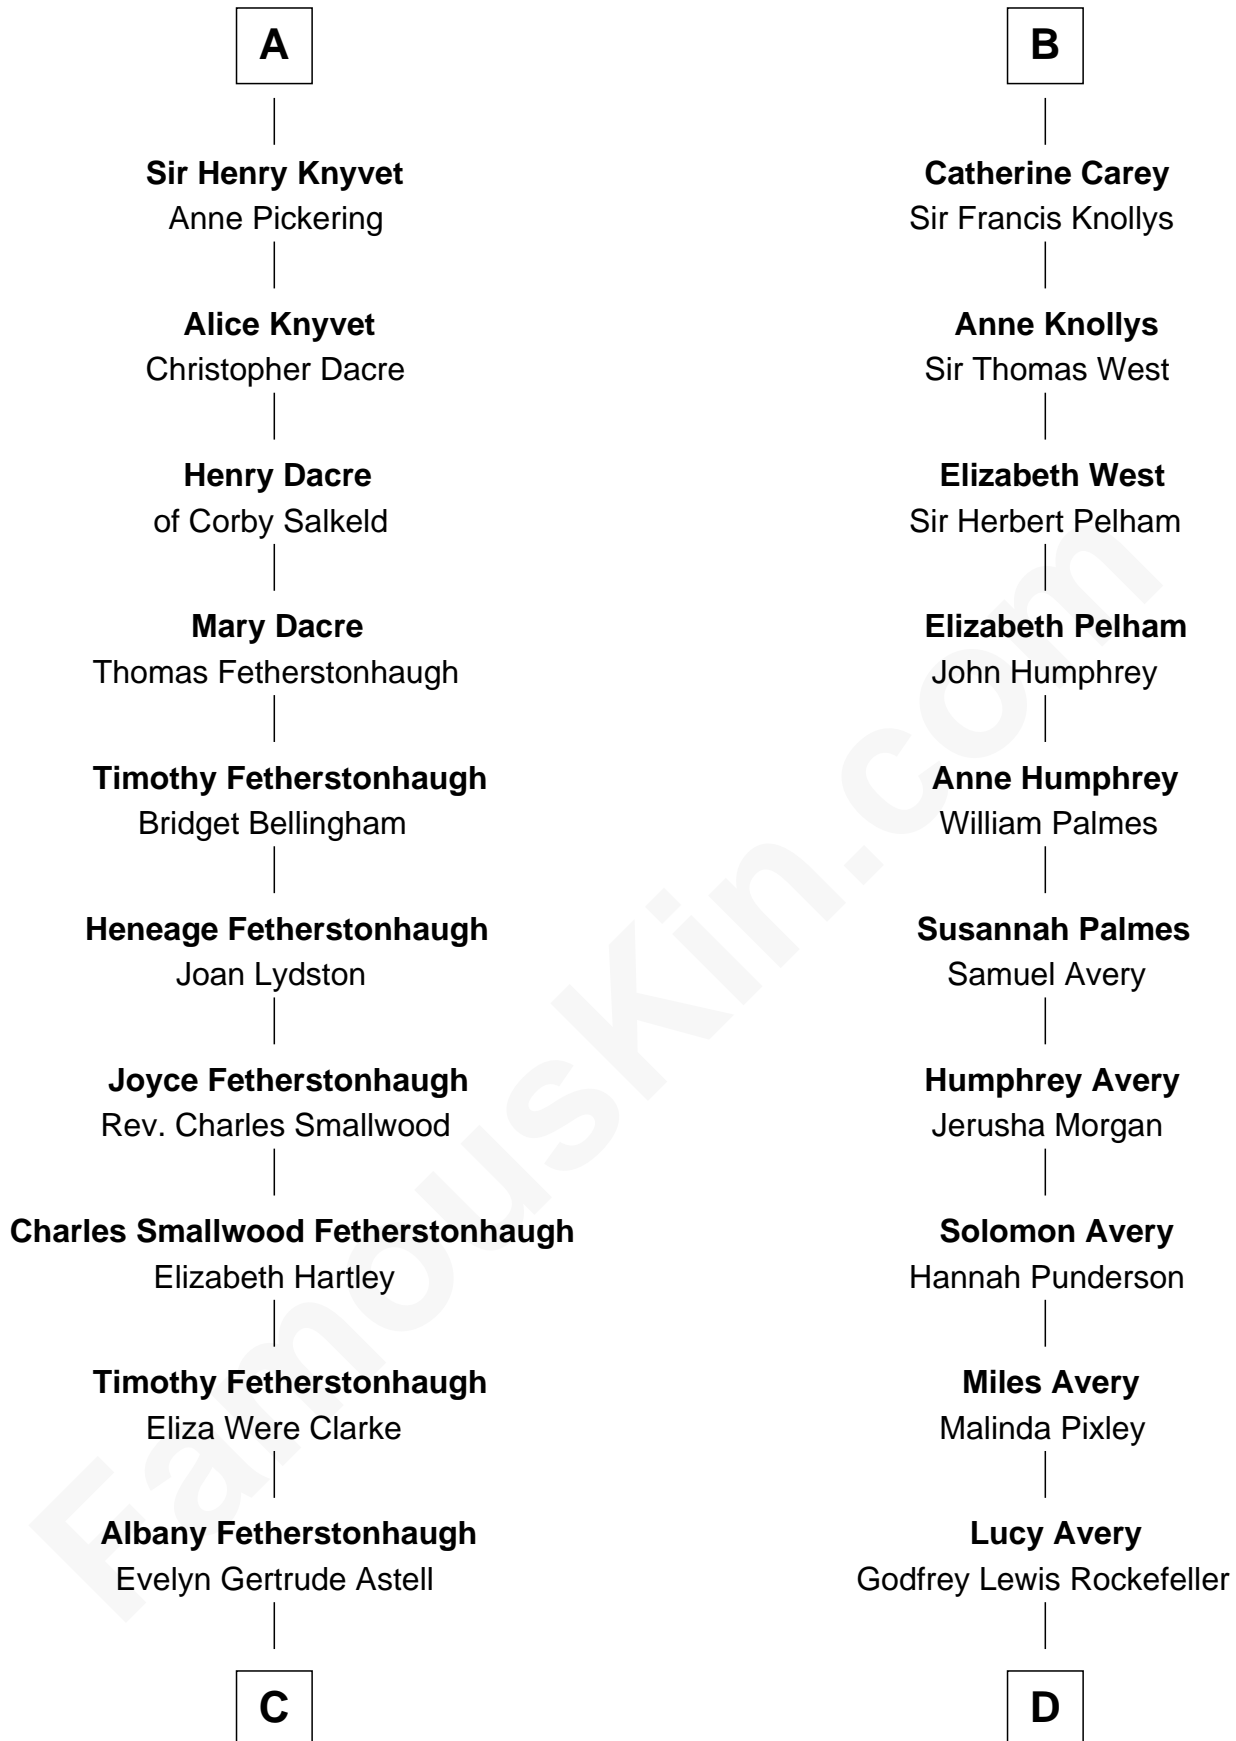 A
Sir Henry Knyvet
Anne Pickering
Alice Knyvet
Christopher Dacre
Henry Dacre
of Corby Salkeld
Mary Dacre
Thomas Fetherstonhaugh
Timothy Fetherstonhaugh
Bridget Bellingham
Heneage Fetherstonhaugh
Joan Lydston
Joyce Fetherstonhaugh
Rev. Charles Smallwood
Charles Smallwood Fetherstonhaugh
Elizabeth Hartley
Timothy Fetherstonhaugh
Eliza Were Clarke
Albany Fetherstonhaugh
Evelyn Gertrude Astell
C
B
Catherine Carey
Sir Francis Knollys
Anne Knollys
Sir Thomas West
Elizabeth West
Sir Herbert Pelham
Elizabeth Pelham
John Humphrey
Anne Humphrey
William Palmes
Susannah Palmes
Samuel Avery
Humphrey Avery
Jerusha Morgan
Solomon Avery
Hannah Punderson
Miles Avery
Malinda Pixley
Lucy Avery
Godfrey Lewis Rockefeller
D
FamousKin.com